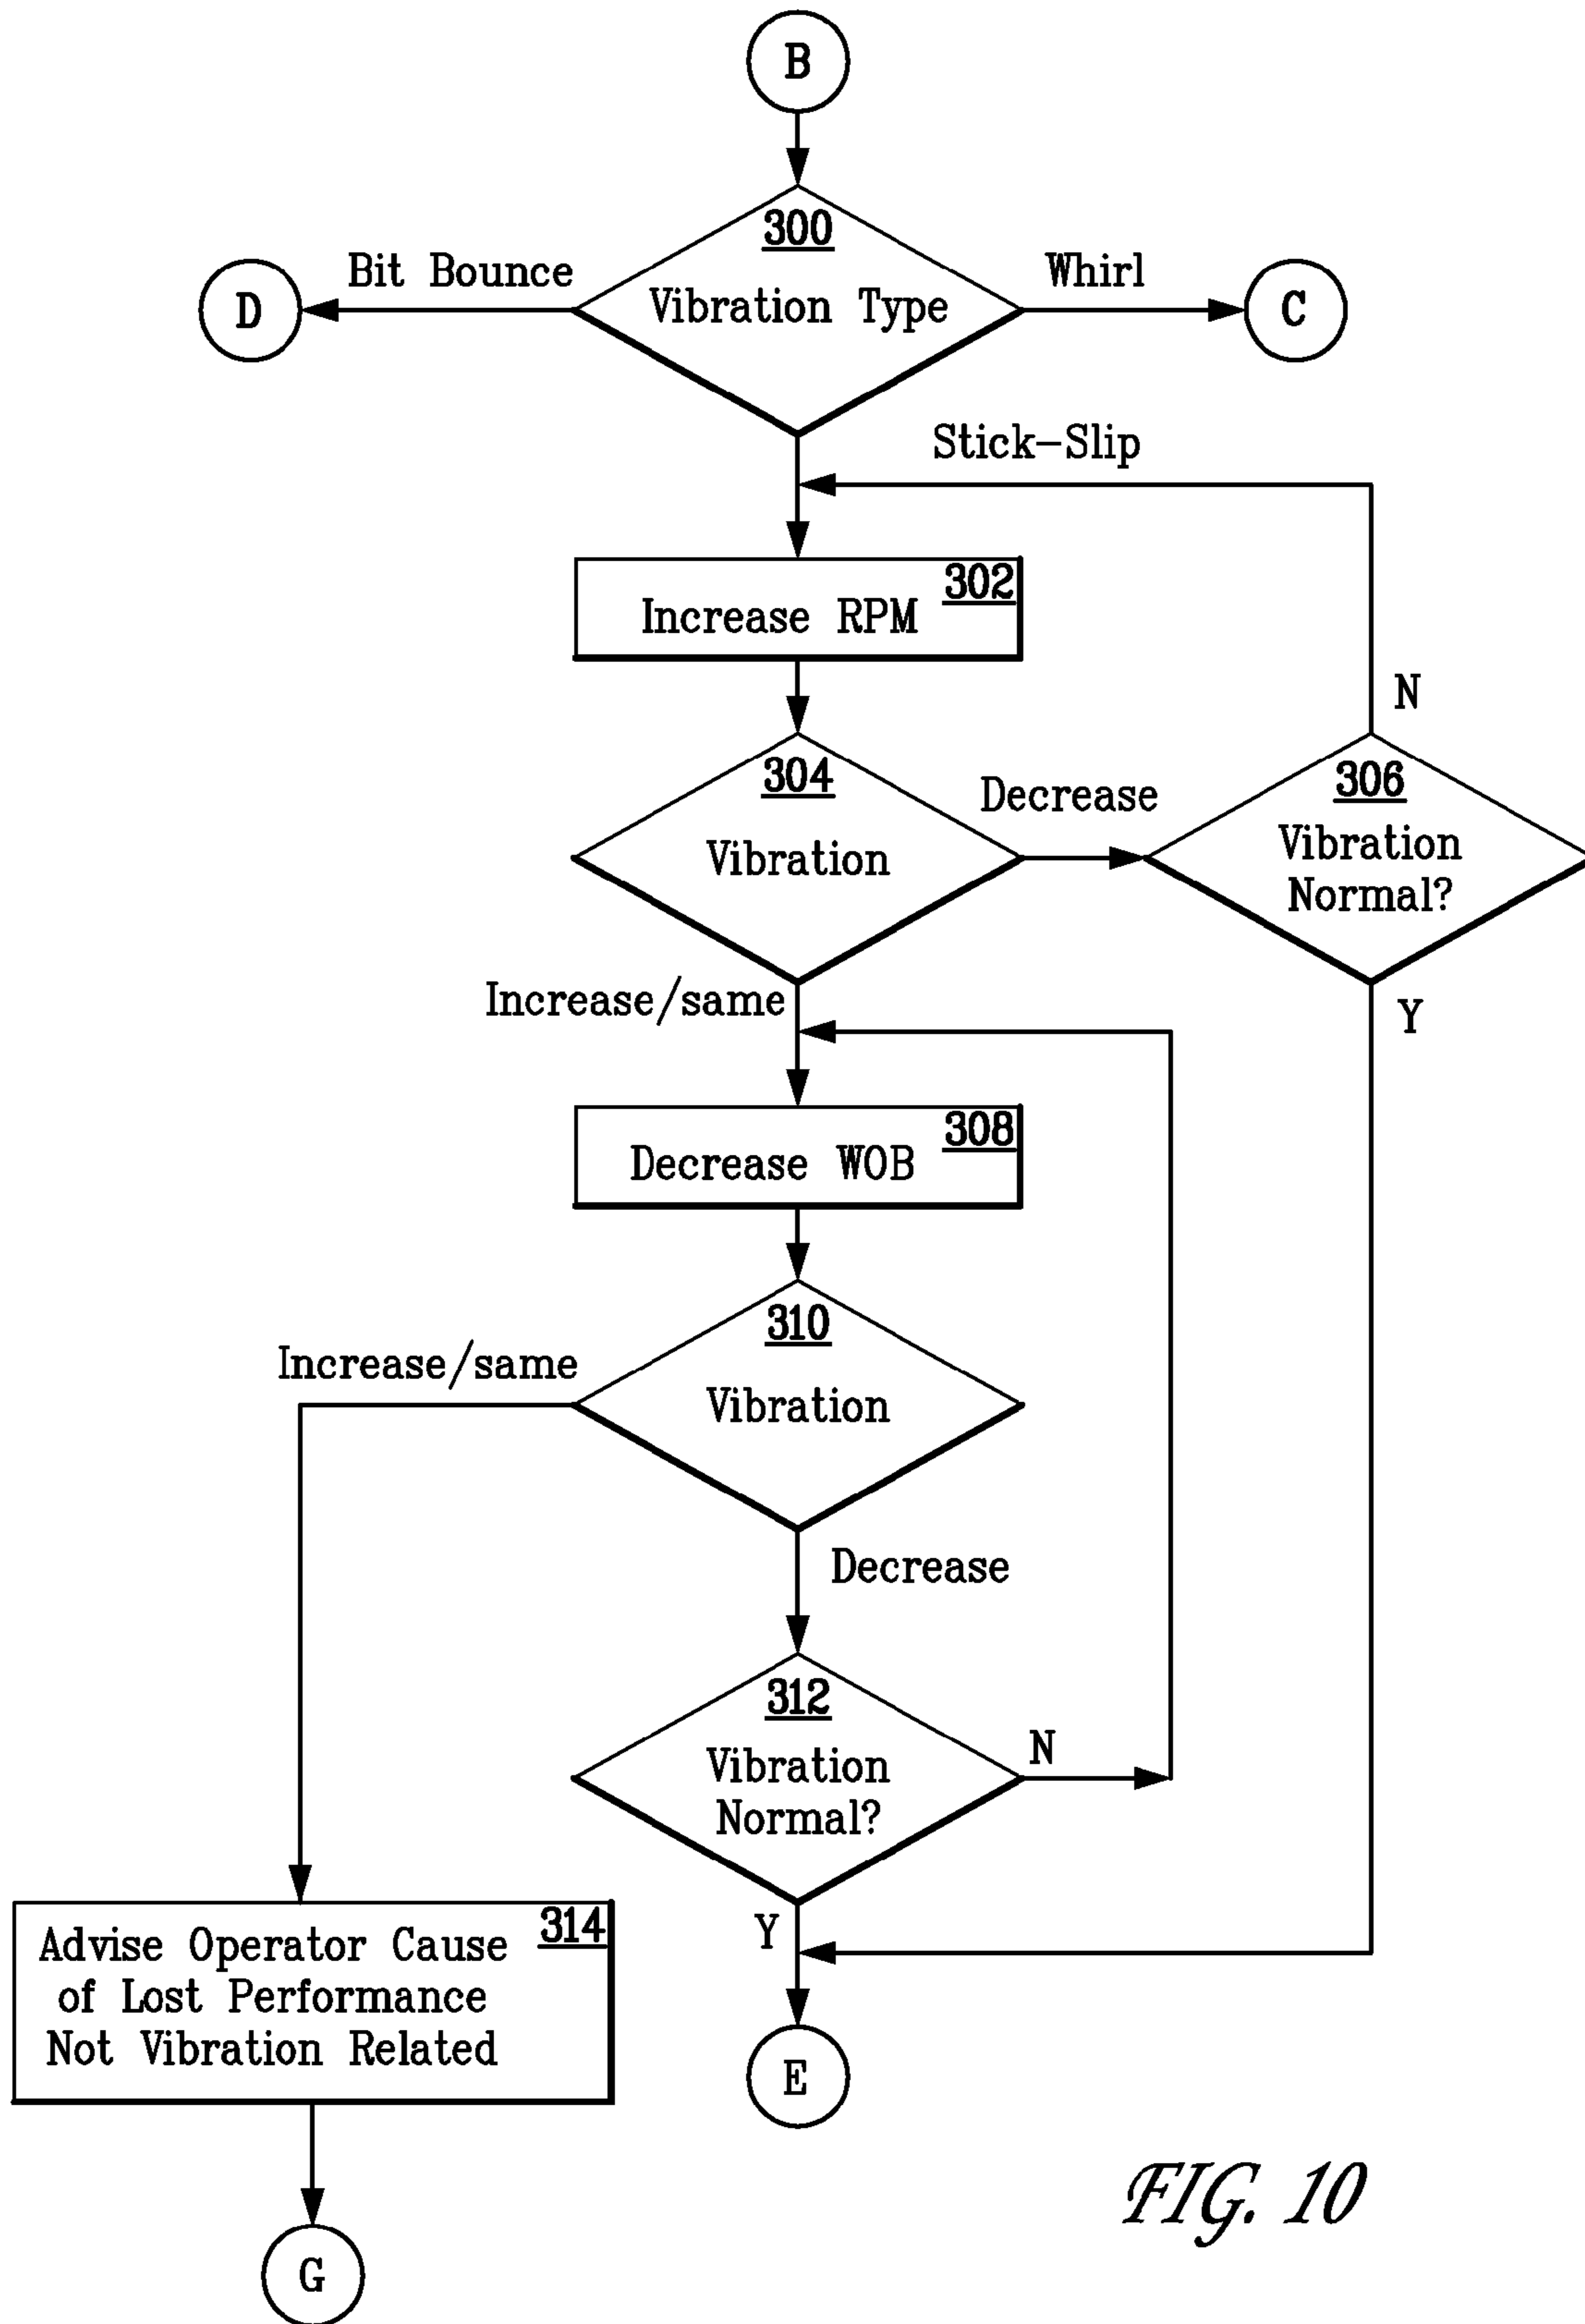 B
300
Vibration Type
Bit Bounce
D
Whirl
C
Stick-Slip
302
Increase RPM
N
304
Vibration
Decrease
306
Vibration
Normal?
Increase/same
Y
308
Decrease WOB
310
Vibration
Increase/same
Decrease
312
Vibration
Normal?
N
Y
314
Advise Operator Cause
of Lost Performance
Not Vibration Related
E
G
FIG. 10